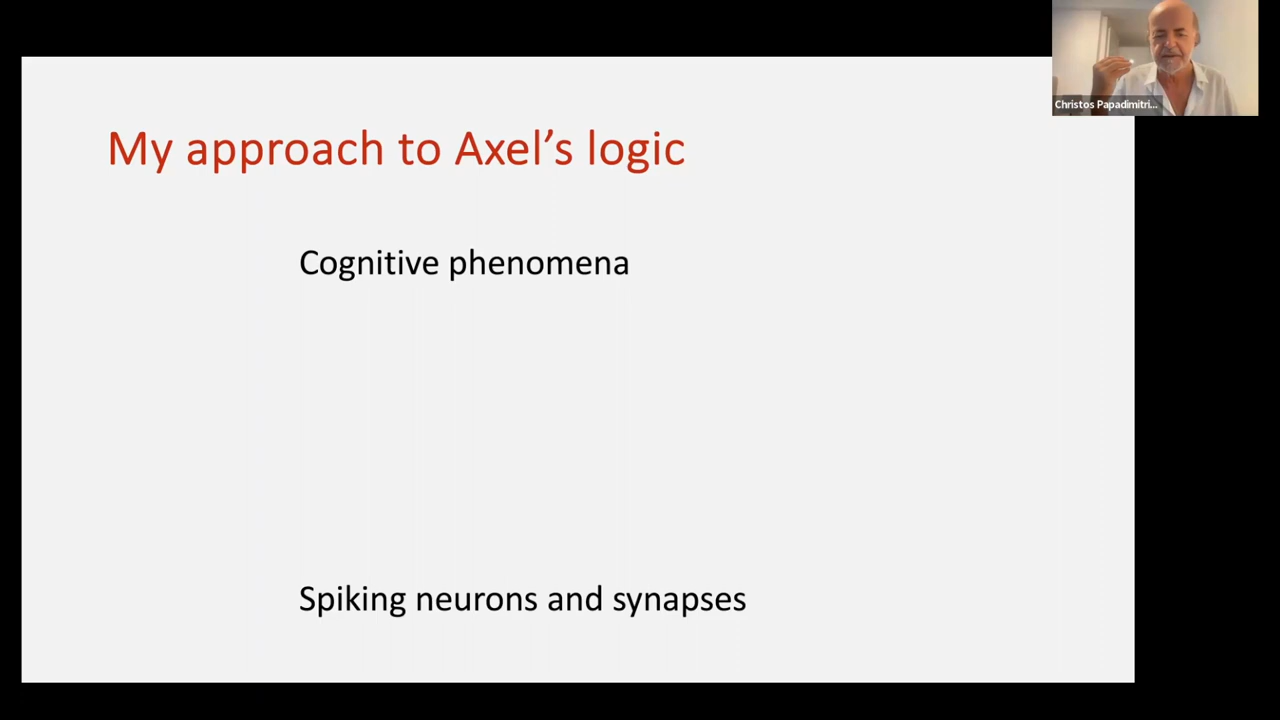 Christos Papadimitri...
My approach to Axel’s logic
Cognitive phenomena
Spiking neurons and synapses